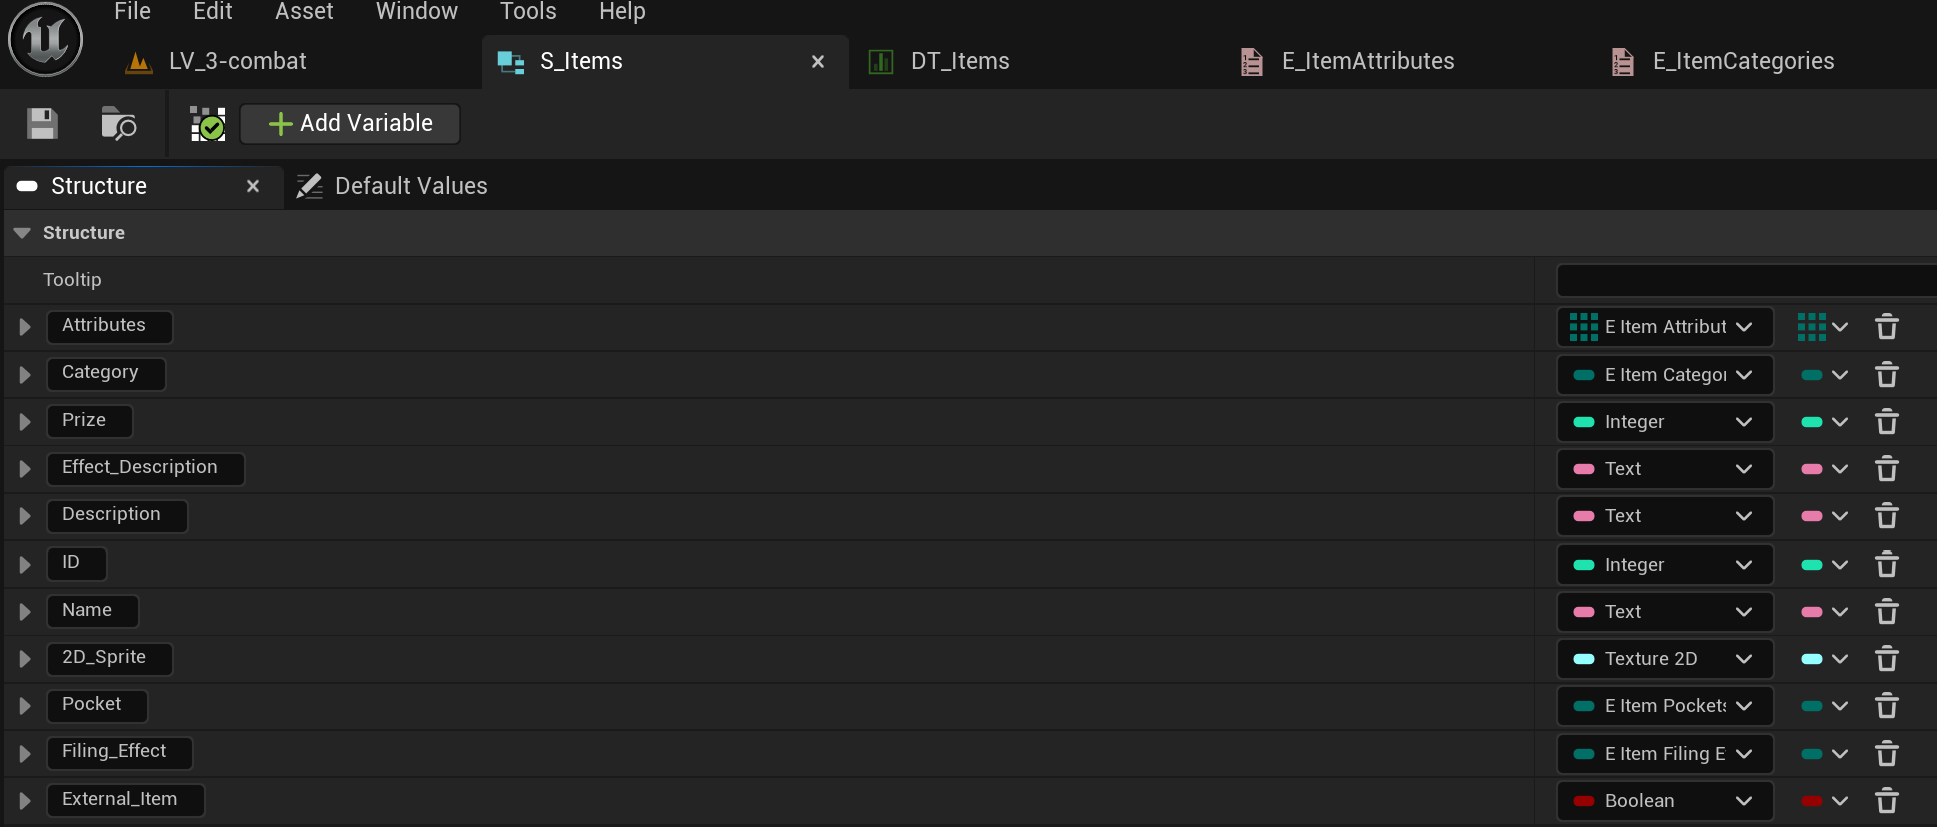 File Edit Asset Window Tools Help
LV_3-combat S_Items DT_Items E_ItemAttributes E_ItemCategories
Add Variable
Structure Default Values
Structure
Tooltip
Attributes E Item Attribut
Category E Item Categor
Prize Integer
Effect_Description Text
Description Text
ID Integer
Name Text
2D_Sprite Texture 2D
Pocket E Item Pockets
Filing_Effect E Item Filing E
External_Item Boolean